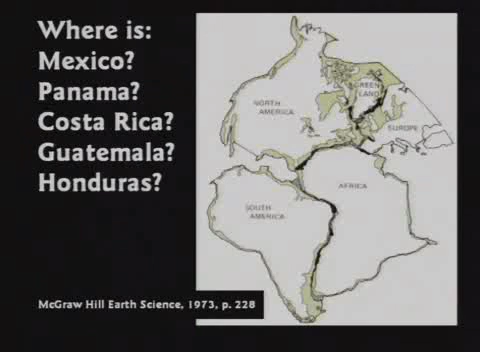 Where is:
Mexico?
Panama?
Costa Rica?
Guatemala?
Honduras?
GREEN
LAND
NORTH
AMERICA
EUROPE
AFRICA
SOUTH
AMERICA
McGraw Hill Earth Science, 1973, p. 228